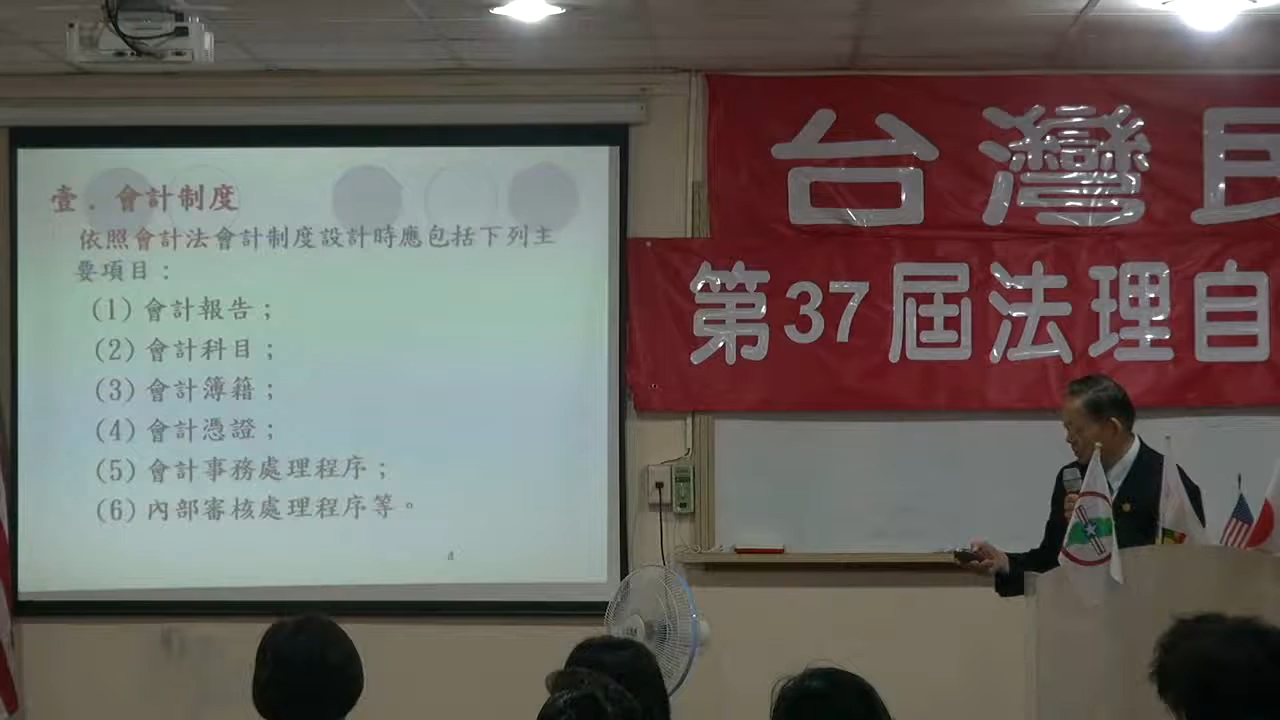 壹．會計制度
依照會計法會計制度設計時應包括下列主
要項目：
(1) 會計報告；
(2) 會計科目；
(3) 會計簿籍；
(4) 會計憑證；
(5) 會計事務處理程序；
(6) 內部審核處理程序等。
台灣民
第37屆法理自